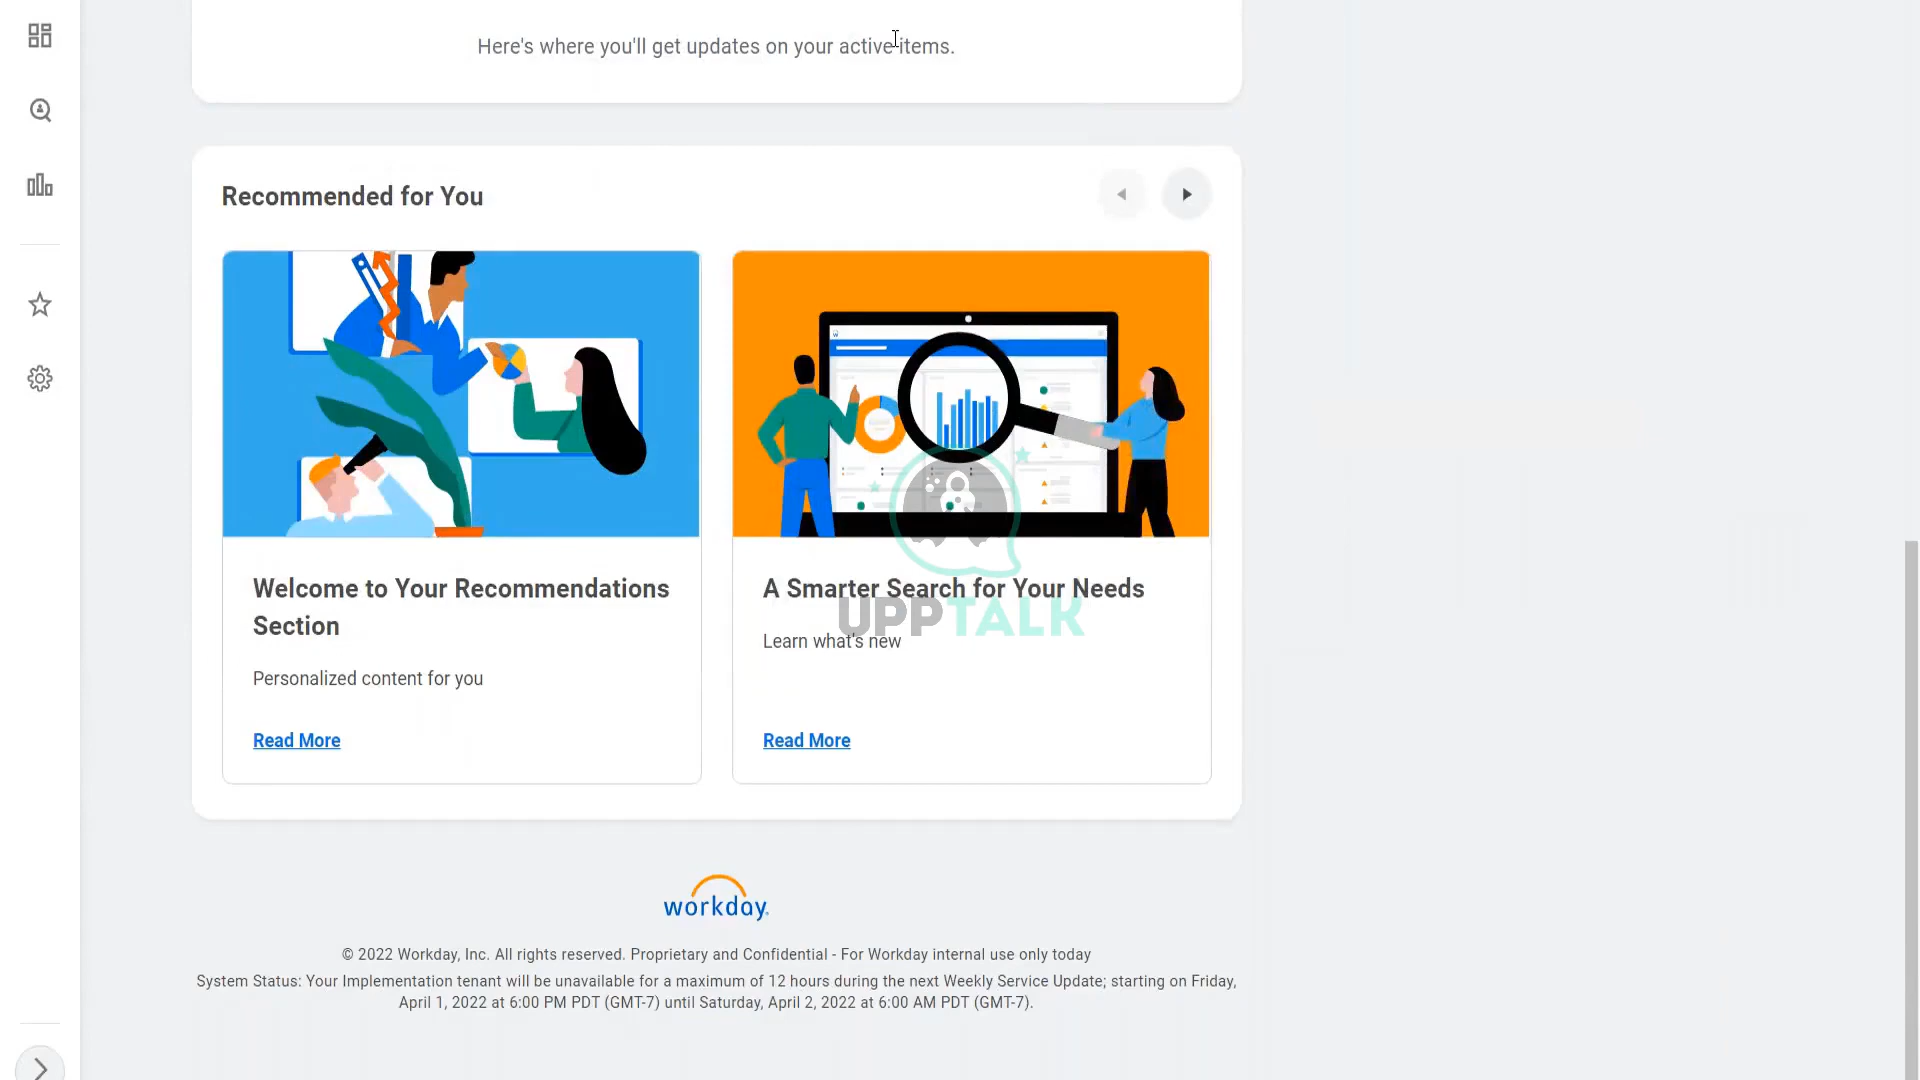 Here's where you'll get updates on your active items.
Recommended for You
Welcome to Your Recommendations
Section
Personalized content for you
Read More
A Smarter Search for Your Needs
UPPTALK
Learn what's new
Read More
workday.
© 2022 Workday, Inc. All rights reserved. Proprietary and Confidential - For Workday internal use only today
System Status: Your Implementation tenant will be unavailable for a maximum of 12 hours during the next Weekly Service Update; starting on Friday,
April 1, 2022 at 6:00 PM PDT (GMT-7) until Saturday, April 2, 2022 at 6:00 AM PDT (GMT-7).